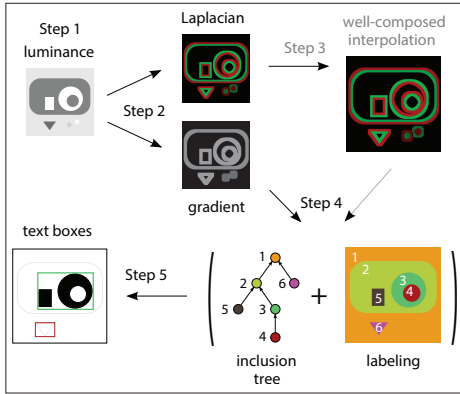 Step 1
luminance
Laplacian
Step 3
well-composed
interpolation
Step 2
gradient
Step 4
text boxes
Step 5
1
2
6
5
3
4
+
1
2
3
4
5
6
inclusion
tree
labeling